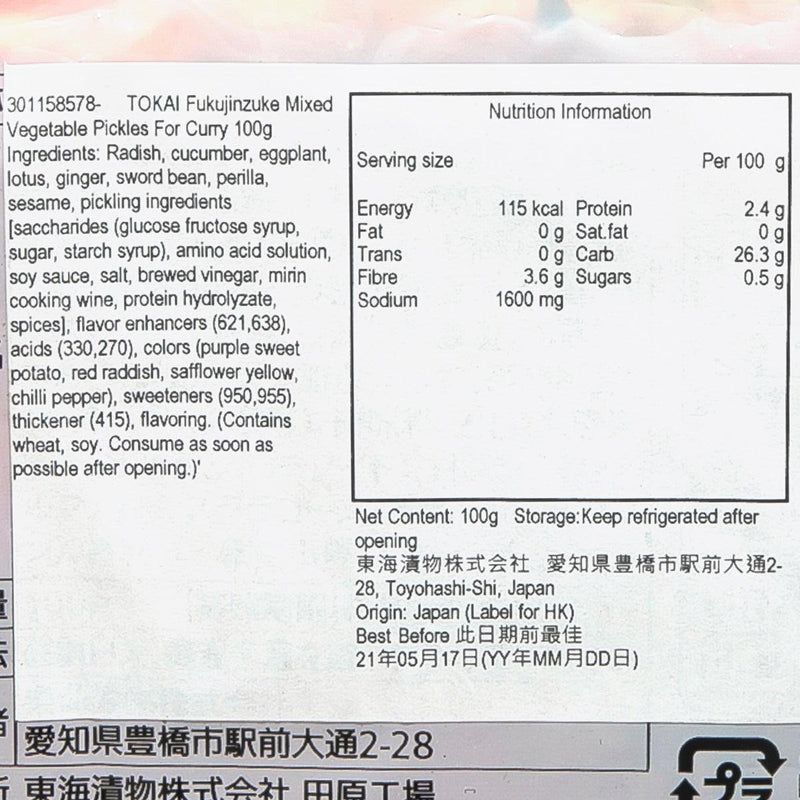 301158578-    TOKAI Fukujinzuke Mixed
Vegetable Pickles For Curry 100g
Ingredients: Radish, cucumber, eggplant,
lotus, ginger, sword bean, perilla,
sesame, pickling ingredients
[saccharides (glucose fructose syrup,
sugar, starch syrup), amino acid solution,
soy sauce, salt, brewed vinegar, mirin
cooking wine, protein hydrolyzate,
spices], flavor enhancers (621,638),
acids (330,270), colors (purple sweet
potato, red raddish, safflower yellow,
chilli pepper), sweeteners (950,955),
thickener (415), flavoring. (Contains
wheat, soy. Consume as soon as
possible after opening.)'
Nutrition Information
Serving size Per 100 g
Energy 115 kcal Protein 2.4 g
Fat 0 g Sat.fat 0 g
Trans 0 g Carb 26.3 g
Fibre 3.6 g Sugars 0.5 g
Sodium 1600 mg
Net Content: 100g   Storage:Keep refrigerated after
opening
東海漬物株式会社 愛知県豊橋市駅前大通2-
28, Toyohashi-Shi, Japan
Origin: Japan (Label for HK)
Best Before 此日期前最佳
21年05月17日(YY年MM月DD日)
愛知県豊橋市駅前大通2-28
東海漬物株式会社 田原工場
プラ